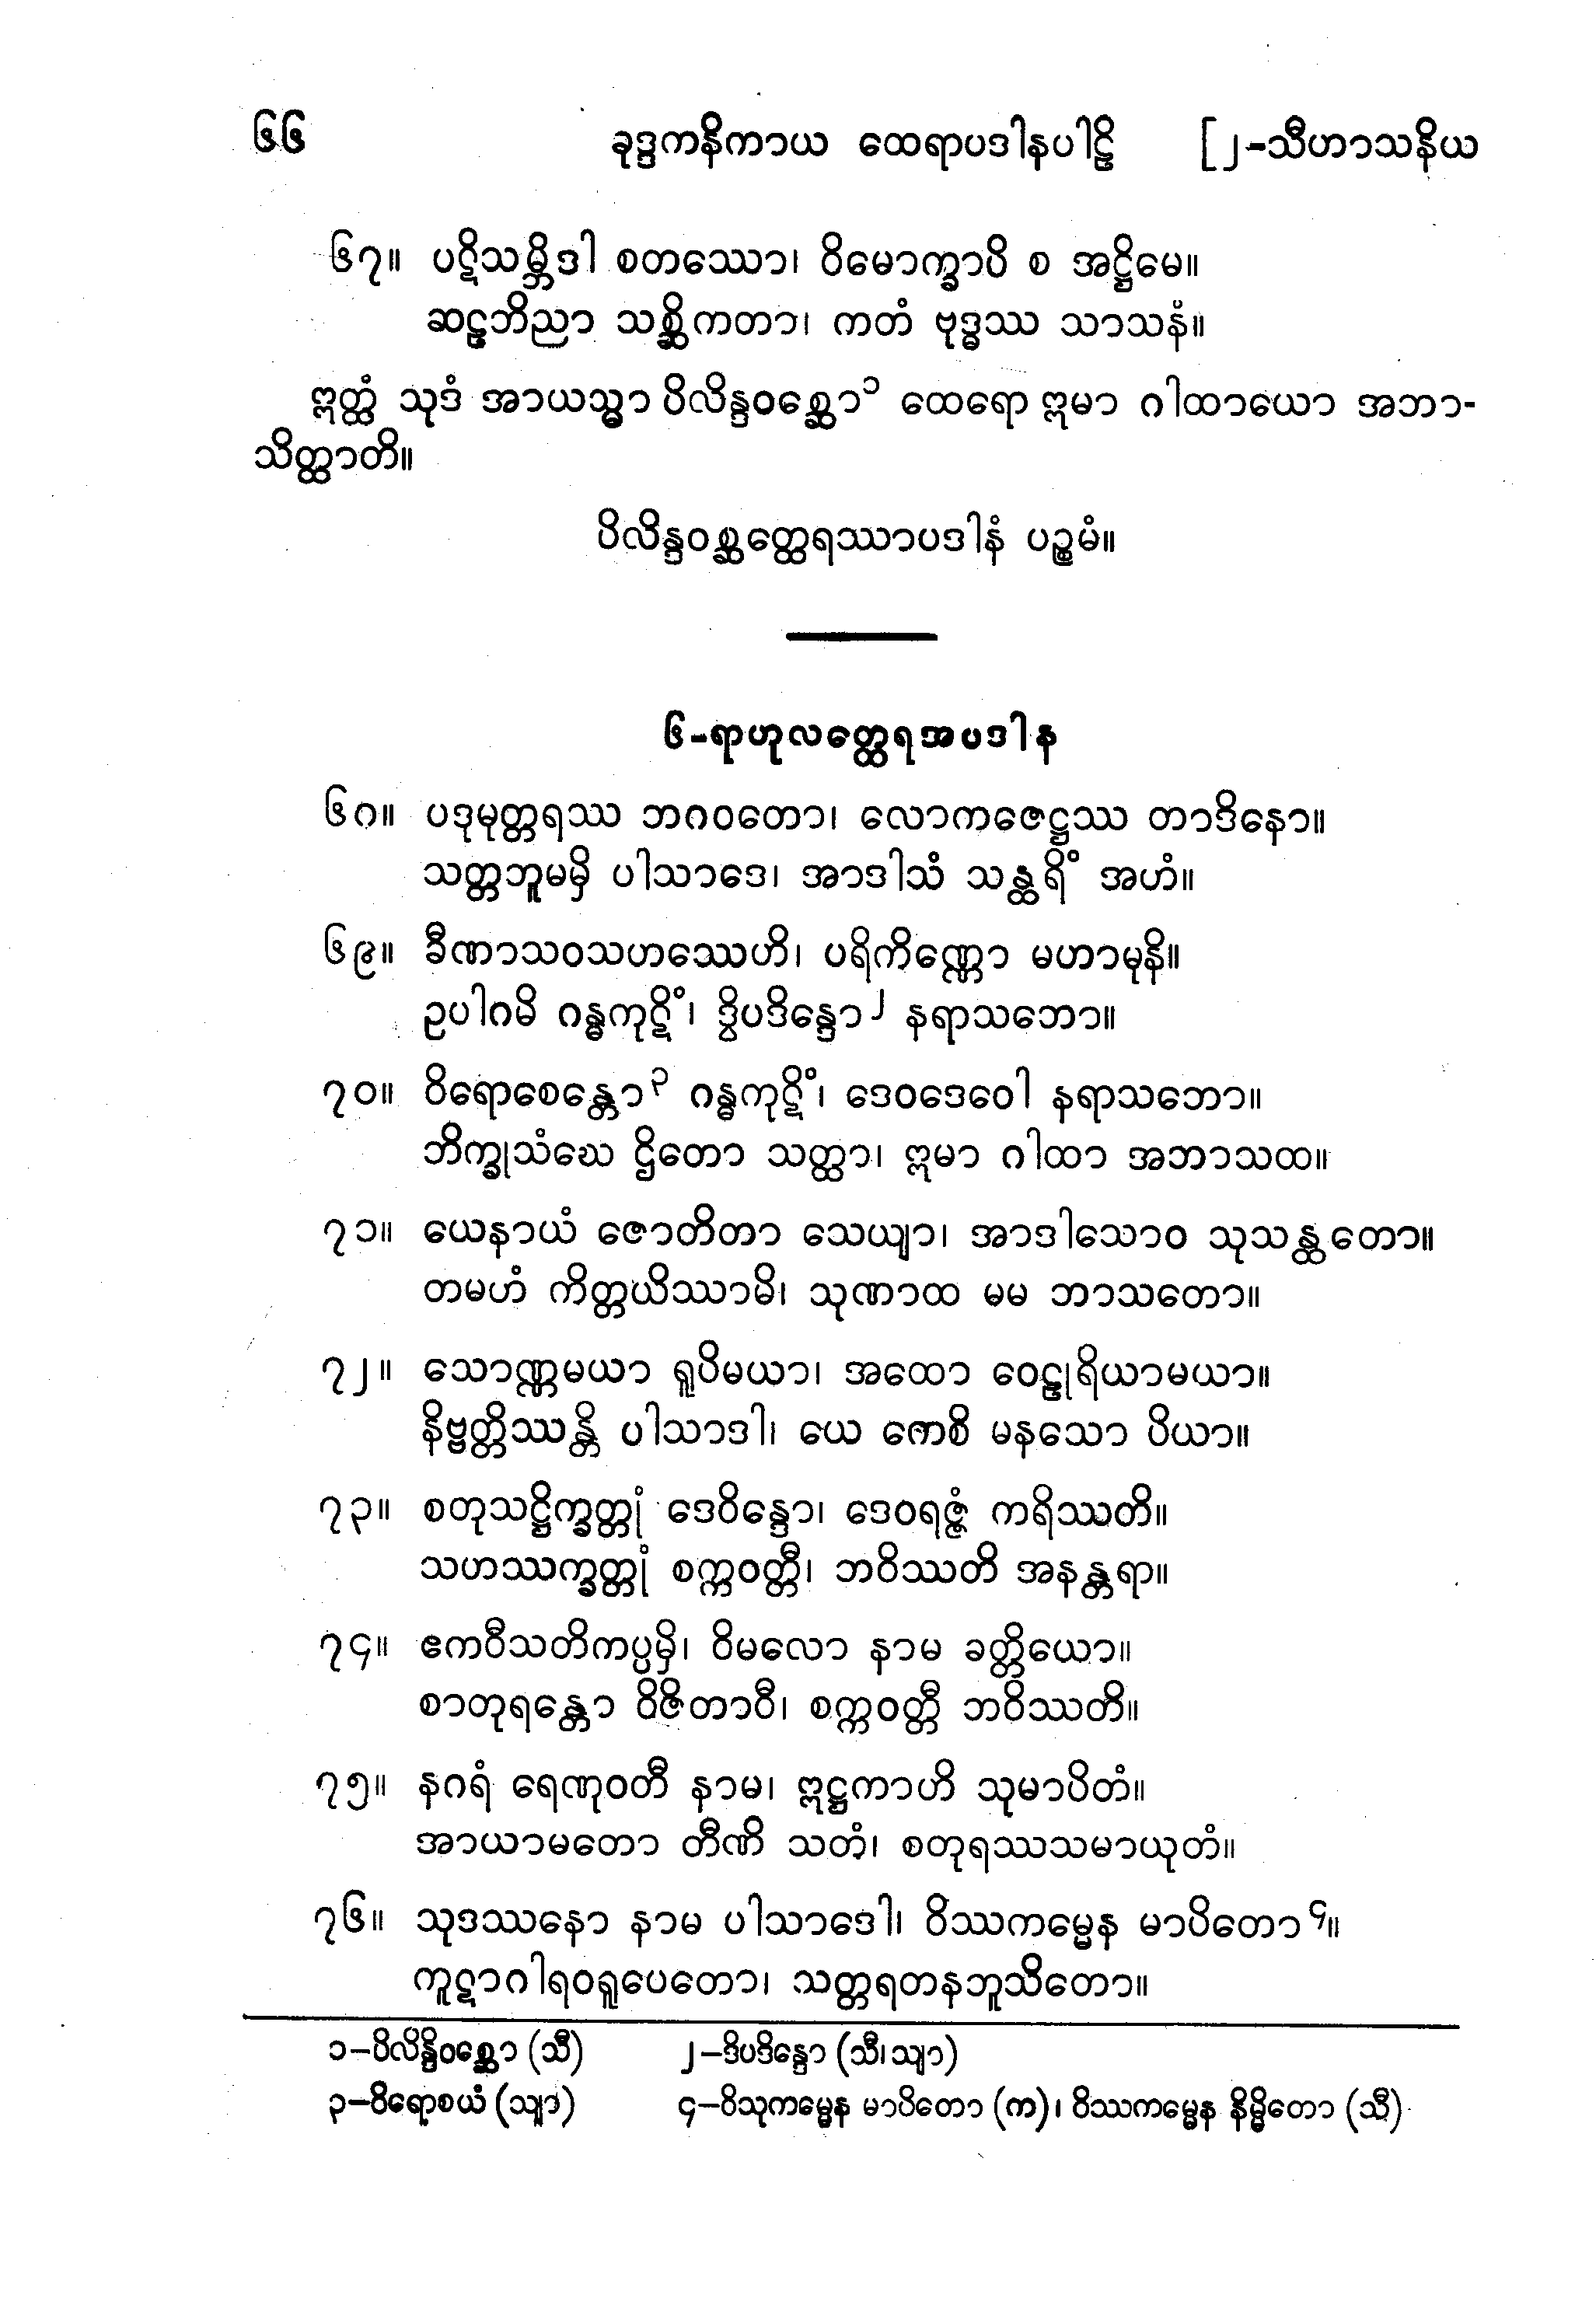 ၆၆ ခုဒ္ဒကနိကာယ ထေရာပဒါနပါဠိ [၂-သီဟာသနိယ
၆၇။ ပဋိသမ္ဘိဒါ စတဿော၊ ဝိမောက္ခာပိ စ အဋ္ဌိမေ။
ဆဠဘိညာ သစ္ဆိကတာ၊ ကတံ ဗုဒ္ဓဿ သာသနံ။
ဣတ္ထံ သုဒံ အာယသ္မာ ပိလိန္ဒဝစ္ဆော၁ ထေရော ဣမာ ဂါထာယော အဘာ-
သိတ္ထာတိ။
ပိလိန္ဒဝစ္ဆတ္ထေရဿာပဒါနံ ပဉ္စမံ။
၆-ရာဟုလတ္ထေရအပဒါန
၆၈။ ပဒုမုတ္တရဿ ဘဂဝတော၊ လောကဇေဋ္ဌဿ တာဒိနော။
သတ္တဘူမမှိ ပါသာဒေ၊ အာဒါသံ သန္ထရိံ အဟံ။
၆၉။ ခီဏာသဝသဟဿေဟိ၊ ပရိကိဏ္ဏော မဟာမုနိ။
ဥပါဂမိ ဂန္ဓကုဋိံ၊ ဒွိပဒိန္ဒော၂ နရာသဘော။
၇၀။ ဝိရောစေန္တော၃ ဂန္ဓကုဋိံ၊ ဒေဝဒေဝေါ နရာသဘော။
ဘိက္ခုသံဃေ ဌိတော သတ္ထာ၊ ဣမာ ဂါထာ အဘာသထ။
၇၁။ ယေနာယံ ဇောတိတာ သေယျာ၊ အာဒါသောဝ သုသန္ထတော။
တမဟံ ကိတ္တယိဿာမိ၊ သုဏာထ မမ ဘာသတော။
၇၂။ သောဏ္ဏမယာ ရူပိမယာ၊ အထော ဝေဠုရိယာမယာ။
နိဗ္ဗတ္တိဿန္တိ ပါသာဒါ၊ ယေ ကေစိ မနသော ပိယာ။
၇၃။ စတုသဋ္ဌိက္ခတ္တုံ ဒေဝိန္ဒော၊ ဒေဝရဇ္ဇံ ကရိဿတိ။
သဟဿက္ခတ္တုံ စက္ကဝတ္တီ၊ ဘဝိဿတိ အနန္တရာ။
၇၄။ ဧကဝီသတိကပ္ပမှိ၊ ဝိမလော နာမ ခတ္တိယော။
စာတုရန္တော ဝိဇိတာဝီ၊ စက္ကဝတ္တီ ဘဝိဿတိ။
၇၅။ နဂရံ ရေဏုဝတီ နာမ၊ ဣဋ္ဌကာဟိ သုမာပိတံ။
အာယာမတော တီဏိ သတံ၊ စတုရဿသမာယုတံ။
၇၆။ သုဒဿနော နာမ ပါသာဒေါ၊ ဝိဿကမ္မေန မာပိတော၄။
ကူဋာဂါရဝရူပေတော၊ သတ္တရတနဘူသိတော။
၁–ပိလိန္ဒိဝစ္ဆော (သီ) ၂–ဒိပဒိန္ဒော (သီ၊သျာ)
၃–ဝိရောစယံ (သျာ) ၄–ဝိသုကမ္မေန မာပိတော (က)၊ ဝိဿကမ္မေန နိမ္မိတော (သီ)